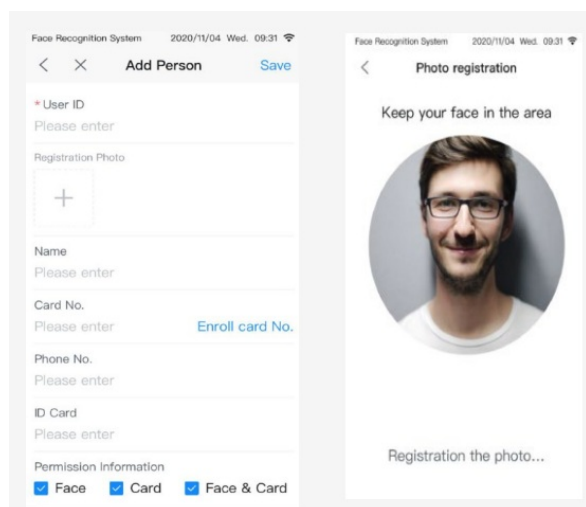 Face Recognition System 2020/11/04 Wed. 09:31
Add Person Save
* User ID
Please enter
Registration Photo
Name
Please enter
Card No.
Please enter Enroll card No.
Phone No.
Please enter
ID Card
Please enter
Permission Information
Face Card Face & Card
Face Recognition System 2020/11/04 Wed. 09:31
Photo registration
Keep your face in the area
Registration the photo...